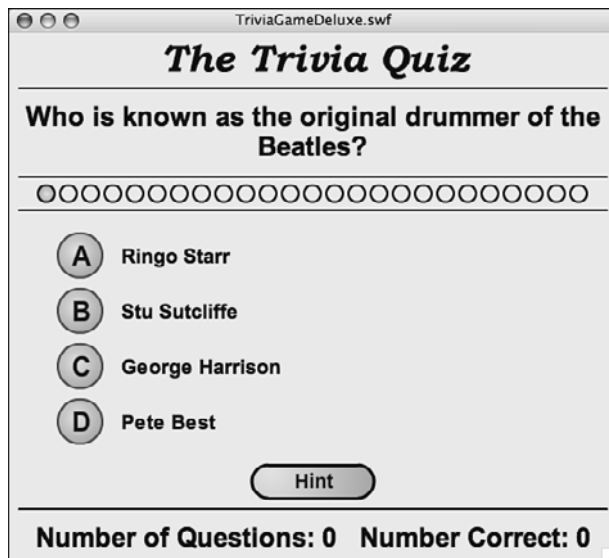 TriviaGameDeluxe.swf
The Trivia Quiz
Who is known as the original drummer of the
Beatles?
A Ringo Starr
B Stu Sutcliffe
C George Harrison
D Pete Best
Hint
Number of Questions: 0 Number Correct: 0